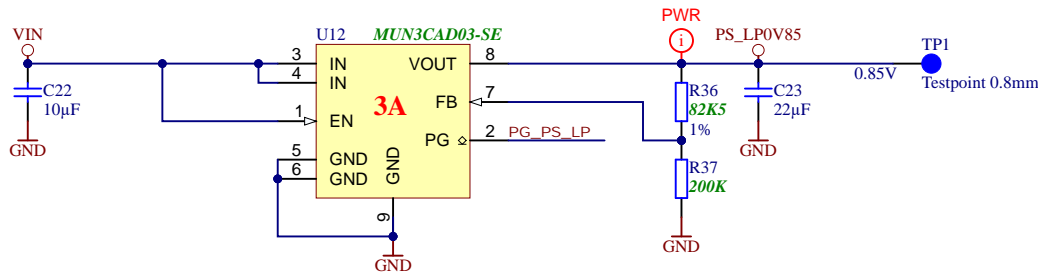 VIN
C22
10µF
GND
U12
MUN3CAD03-SE
3 IN
4 IN
1 EN
5 GND
6 GND
GND
9
GND
3A
VOUT 8
FB 7
PG 2
PG_PS_LP
PWR
i
R36
82K5
1%
R37
200K
GND
PS_LP0V85
C23
22µF
GND
0.85V
TP1
Testpoint 0.8mm